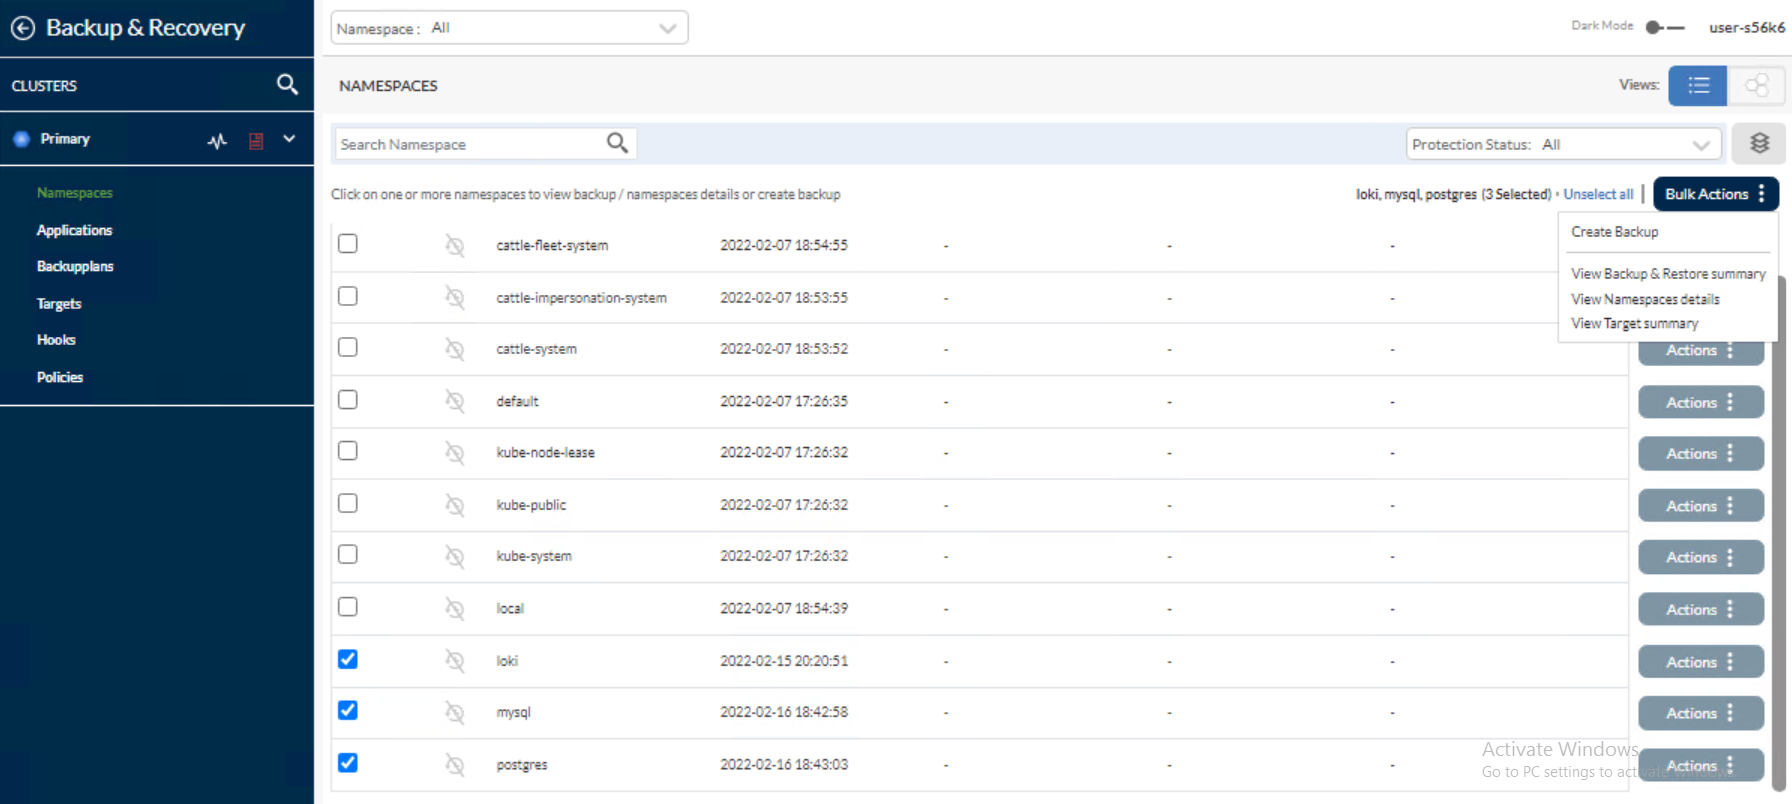 Backup & Recovery
Namespace: All
Dark Mode
user-s56k6
CLUSTERS
NAMESPACES
Views:
Primary
Search Namespace
Protection Status: All
Namespaces
Applications
Backupplans
Targets
Hooks
Policies
Click on one or more namespaces to view backup / namespaces details or create backup
loki, mysql, postgres (3 Selected) • Unselect all | Bulk Actions
Create Backup
View Backup & Restore summary
View Namespaces details
View Target summary
cattle-fleet-system 2022-02-07 18:54:55 - - -
cattle-impersonation-system 2022-02-07 18:53:55 - - -
cattle-system 2022-02-07 18:53:52 - - - Actions
default 2022-02-07 17:26:35 - - - Actions
kube-node-lease 2022-02-07 17:26:32 - - - Actions
kube-public 2022-02-07 17:26:32 - - - Actions
kube-system 2022-02-07 17:26:32 - - - Actions
local 2022-02-07 18:54:39 - - - Actions
loki 2022-02-15 20:20:51 - - - Actions
mysql 2022-02-16 18:42:58 - - - Actions
postgres 2022-02-16 18:43:03 - - - Actions
Activate Windows
Go to PC settings to activate Windows.